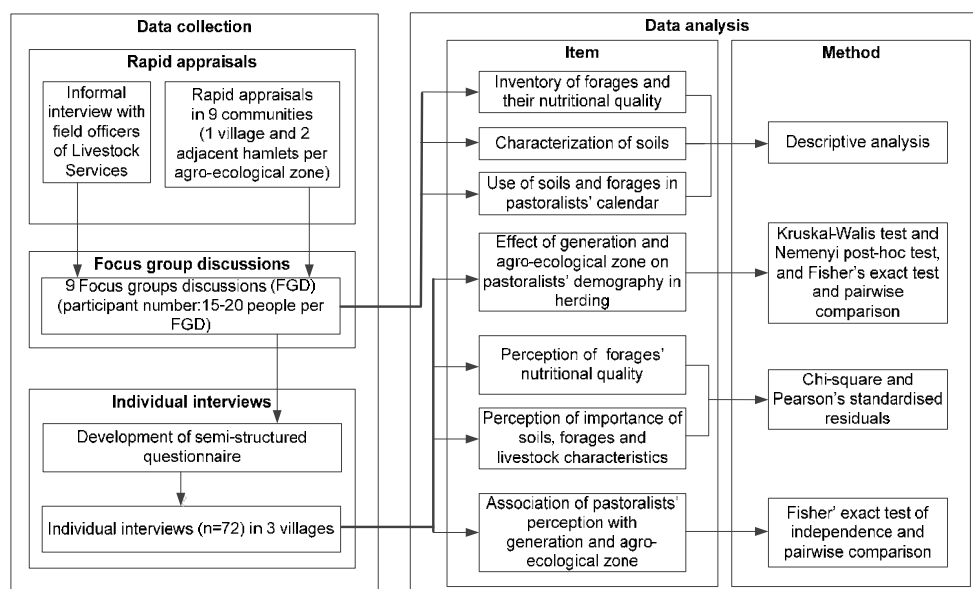 Data collection
Rapid appraisals
Informal
interview with
field officers
of Livestock
Services
Rapid appraisals
in 9 communities
(1 village and 2
adjacent hamlets per
agro-ecological zone)
Focus group discussions
9 Focus groups discussions (FGD)
(participant number:15-20 people per
FGD)
Individual interviews
Development of semi-structured
questionnaire
Individual interviews (n=72) in 3 villages
Data analysis
Item
Inventory of forages and
their nutritional quality
Characterization of soils
Use of soils and forages in
pastoralists' calendar
Effect of generation and
agro-ecological zone on
pastoralists' demography in
herding
Perception of forages'
nutritional quality
Perception of importance of
soils, forages and
livestock characteristics
Association of pastoralists'
perception with
generation and agro-
ecological zone
Method
Descriptive analysis
Kruskal-Walis test and
Nemenyi post-hoc test,
and Fisher's exact test
and pairwise
comparison
Chi-square and
Pearson's standardised
residuals
Fisher' exact test of
independence and
pairwise comparison